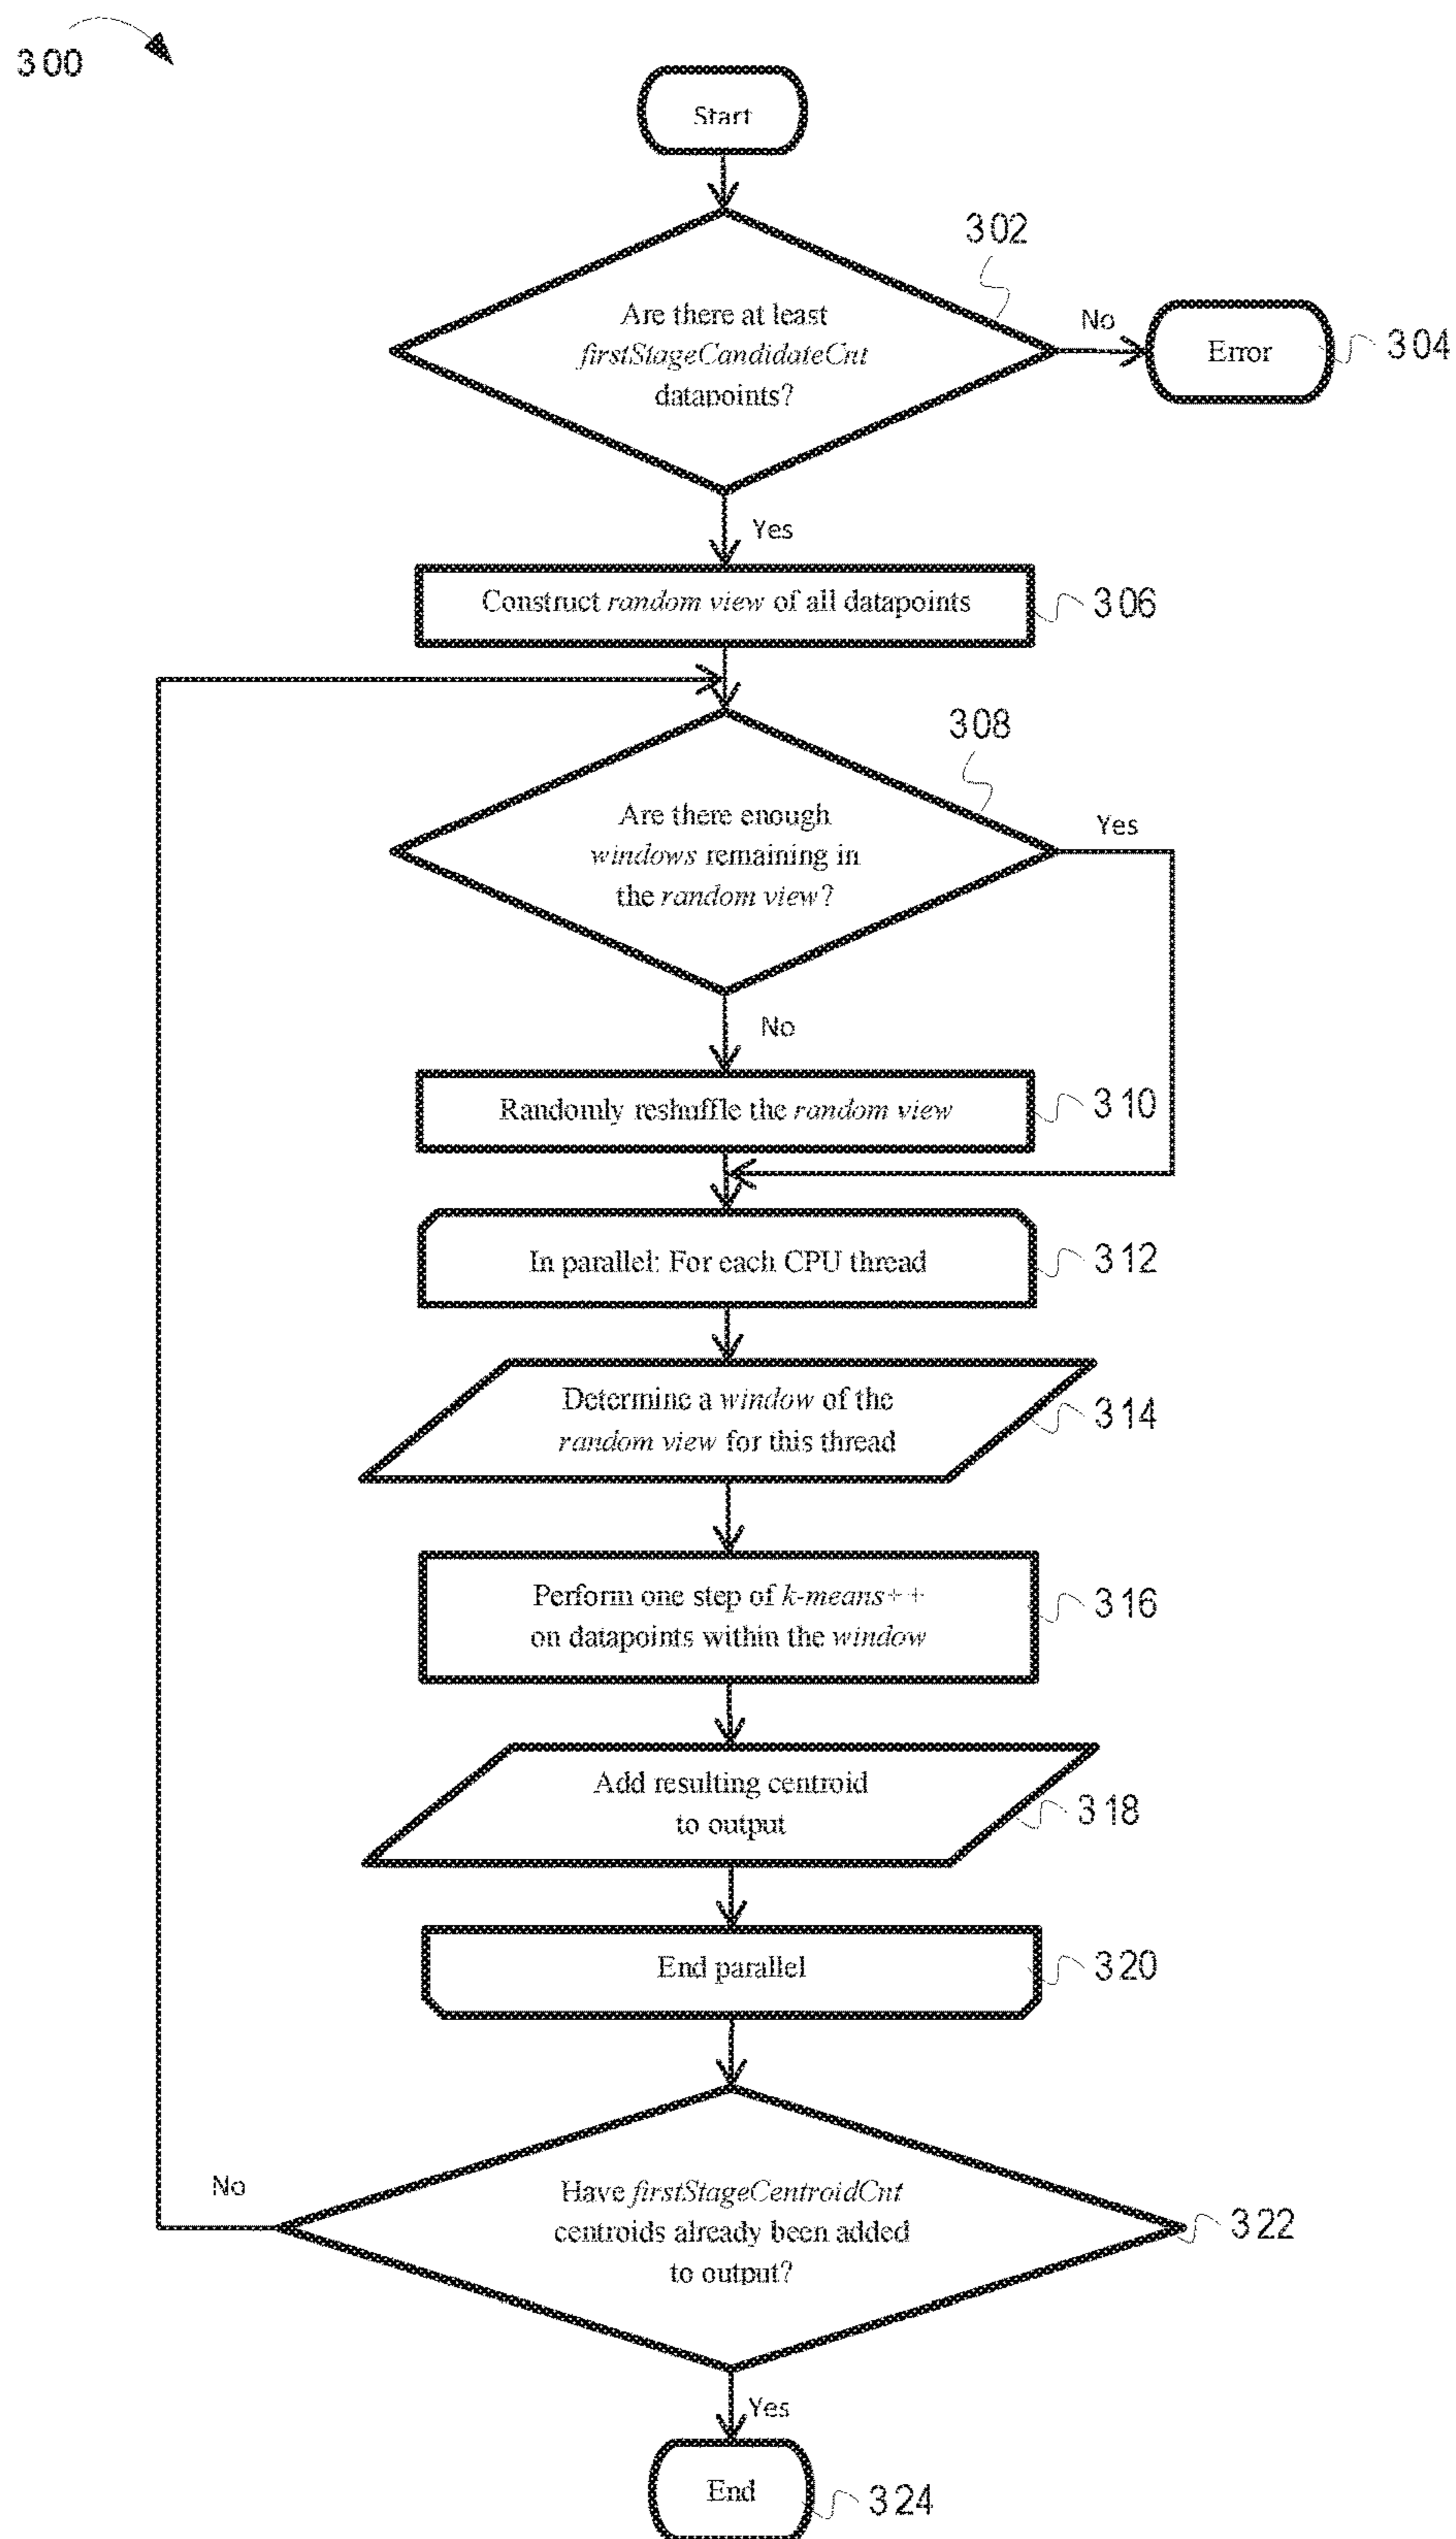 300
Start
302
Are there at least
firstStageCandidateCnt
datapoints?
No
Error
304
Yes
Construct random view of all datapoints
306
308
Are there enough
windows remaining in
the random view?
Yes
No
Randomly reshuffle the random view
310
In parallel: For each CPU thread
312
Determine a window of the
random view for this thread
314
Perform one step of k-means++
on datapoints within the window
316
Add resulting centroid
to output
318
End parallel
320
No
Have firstStageCentroidCnt
centroids already been added
to output?
322
Yes
End
324